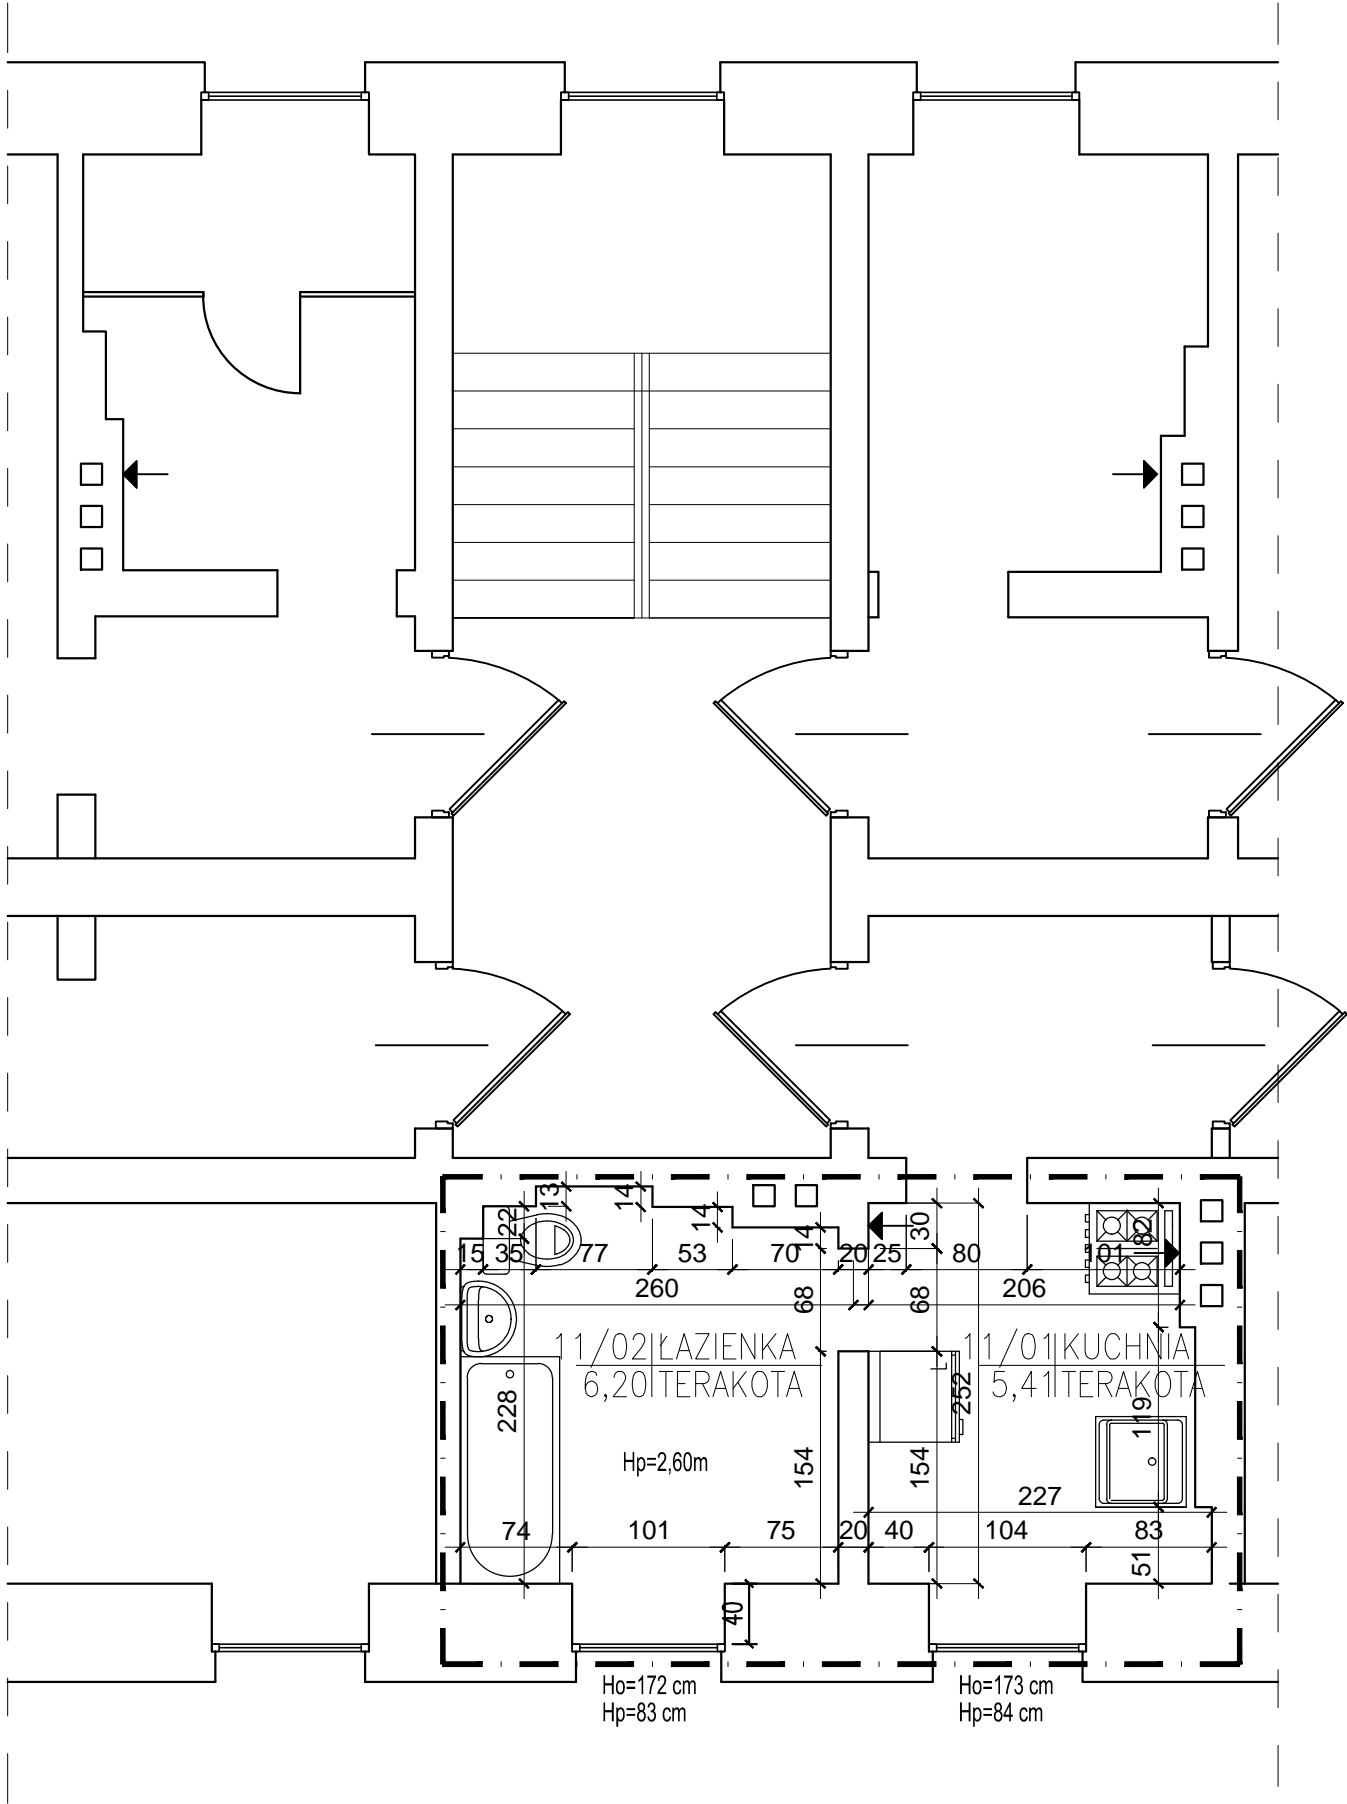 13
14
22
14
14
30
82
15 35 77 53 70 20 25 80 101
260 206
68
68
11/02 ŁAZIENKA
6,20 TERAKOTA
11/01 KUCHNIA
5,41 TERAKOTA
L
252
228
119
Hp=2,60m
154
154
227
74 101 75 20 40 104 83
51
40
Ho=172 cm
Hp=83 cm
Ho=173 cm
Hp=84 cm